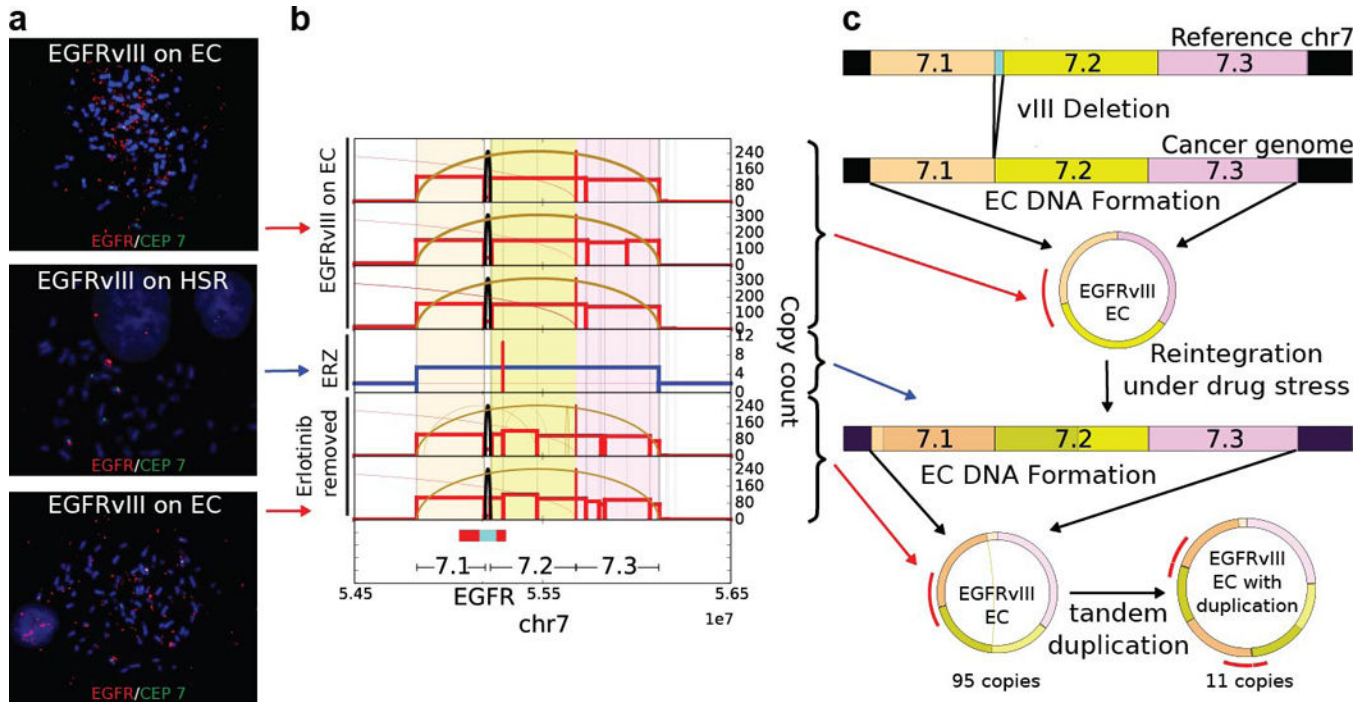 a
EGFRvIII on EC
EGFR/CEP 7
EGFRvIII on HSR
EGFR/CEP 7
EGFRvIII on EC
EGFR/CEP 7
b
EGFRvIII on EC
ERZ
Erlotinib
removed
240
160
80
0
300
200
100
0
300
200
100
0
12
8
4
0
240
160
80
0
240
160
80
0
Copy count
7.1
7.2
7.3
5.45
5.55
5.65
EGFR
1e7
chr7
c
Reference chr7
7.1
7.2
7.3
vIII Deletion
Cancer genome
7.1
7.2
7.3
EC DNA Formation
EGFRvIII
EC
Reintegration
under drug stress
7.1
7.2
7.3
EC DNA Formation
EGFRvIII
EC
tandem
duplication
EGFRvIII
EC with
duplication
95 copies
11 copies